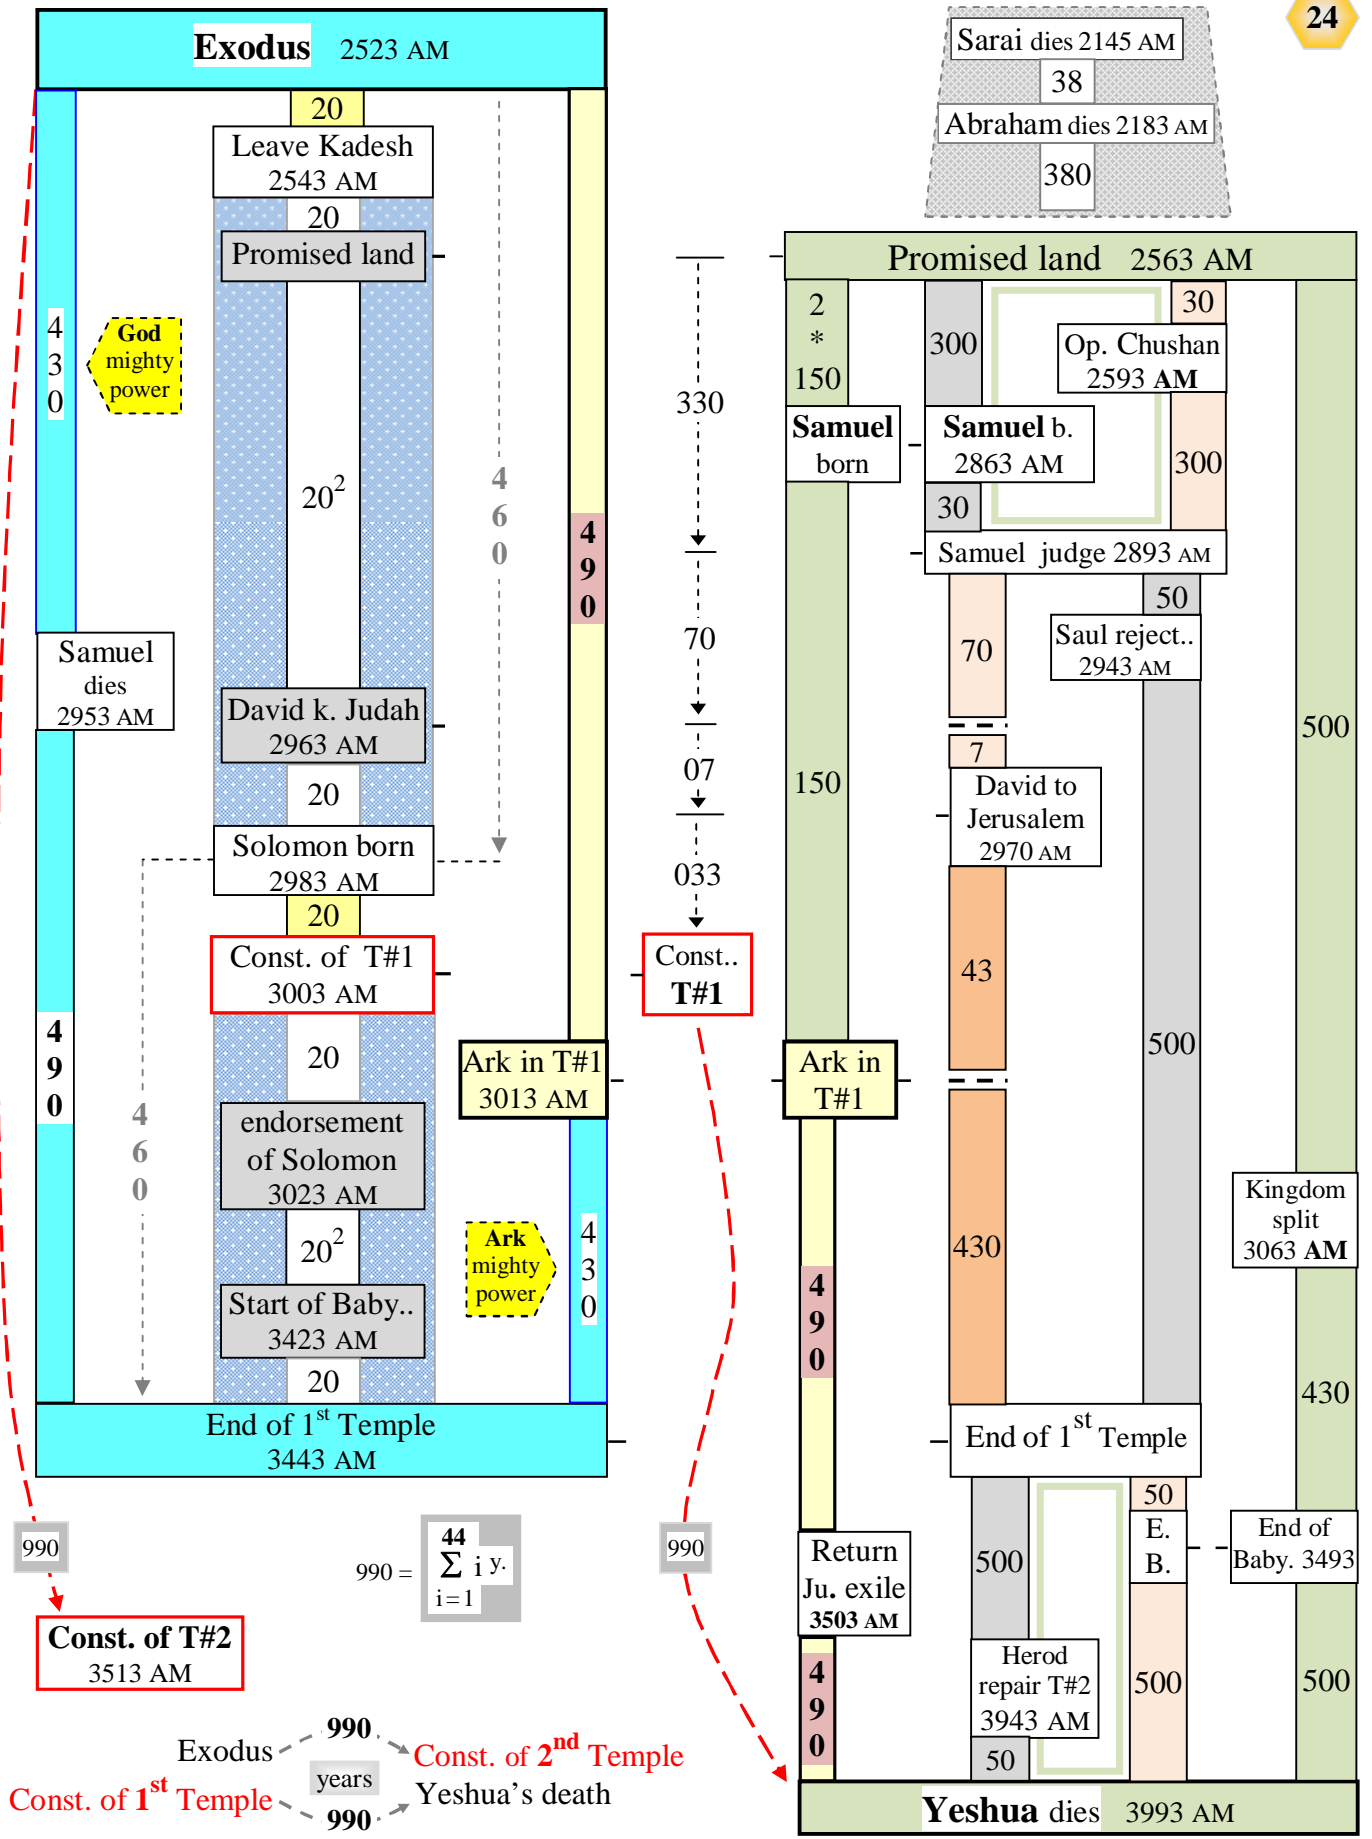 24
Exodus 2523 AM
20
Leave Kadesh
2543 AM
20
Promised land
4
3
0
God
mighty
power
20²
4
6
0
4
9
0
Samuel
dies
2953 AM
David k. Judah
2963 AM
20
Solomon born
2983 AM
20
Const. of T#1
3003 AM
4
9
0
20
Ark in T#1
3013 AM
4
6
0
endorsement
of Solomon
3023 AM
20²
Ark
mighty
power
4
3
0
Start of Baby..
3423 AM
20
End of 1st Temple
3443 AM
990
990 =
44
Σ i y.
i = 1
Const. of T#2
3513 AM
Exodus
990
Const. of 2nd Temple
years
Const. of 1st Temple
990
Yeshua’s death
330
70
07
033
Const..
T#1
990
Sarai dies 2145 AM
38
Abraham dies 2183 AM
380
Promised land 2563 AM
2
*
150
300
30
Op. Chushan
2593 AM
Samuel
born
Samuel b.
2863 AM
300
30
Samuel judge 2893 AM
50
70
Saul reject..
2943 AM
500
7
150
David to
Jerusalem
2970 AM
43
500
Ark in
T#1
Kingdom
split
3063 AM
430
4
9
0
430
End of 1st Temple
50
500
E.
B.
End of
Baby. 3493
Return
Ju. exile
3503 AM
Herod
repair T#2
3943 AM
4
9
0
500
500
50
Yeshua dies 3993 AM